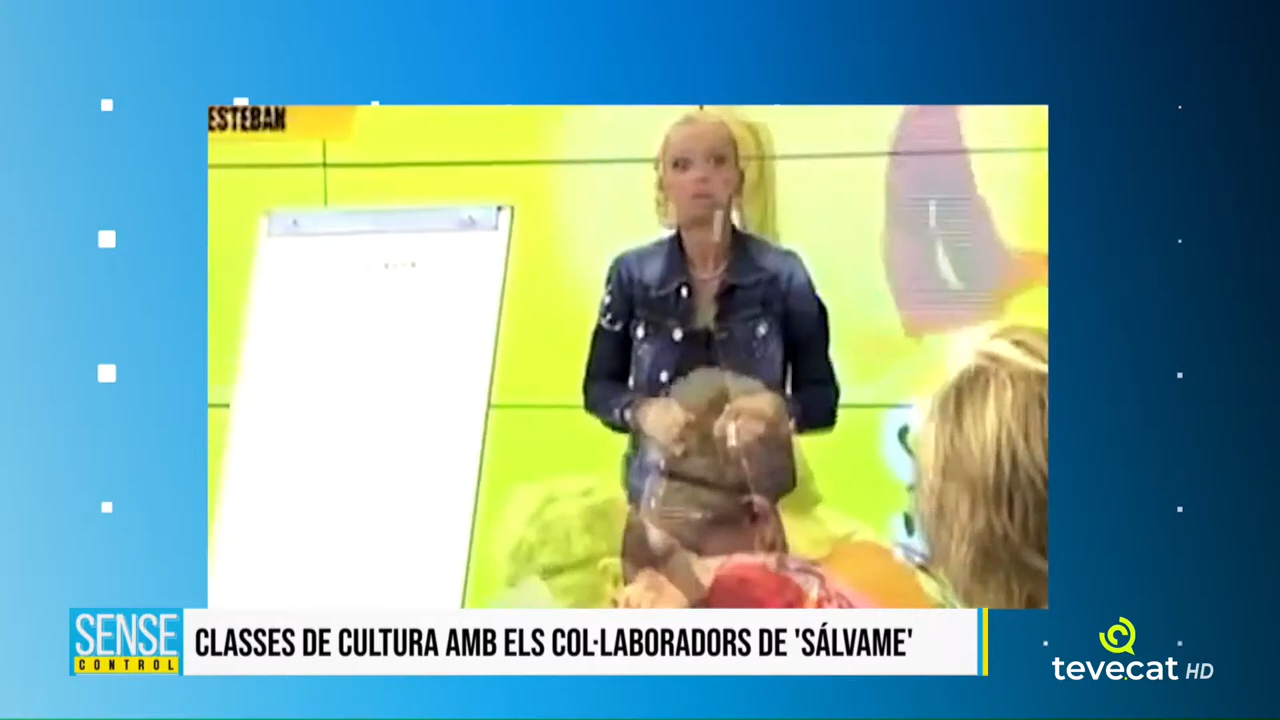 ESTEBAN
SENSE
CONTROL
CLASSES DE CULTURA AMB ELS COL·LABORADORS DE 'SÁLVAME'
tevecat HD